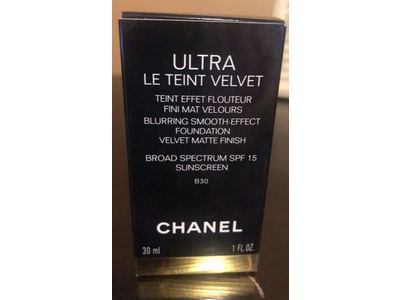 ULTRA
LE TEINT VELVET
TEINT EFFET FLOUTEUR
FINI MAT VELOURS
BLURRING SMOOTH-EFFECT
FOUNDATION
VELVET MATTE FINISH
BROAD SPECTRUM SPF 15
SUNSCREEN
B30
CHANEL
30 ml 1 FL.OZ.